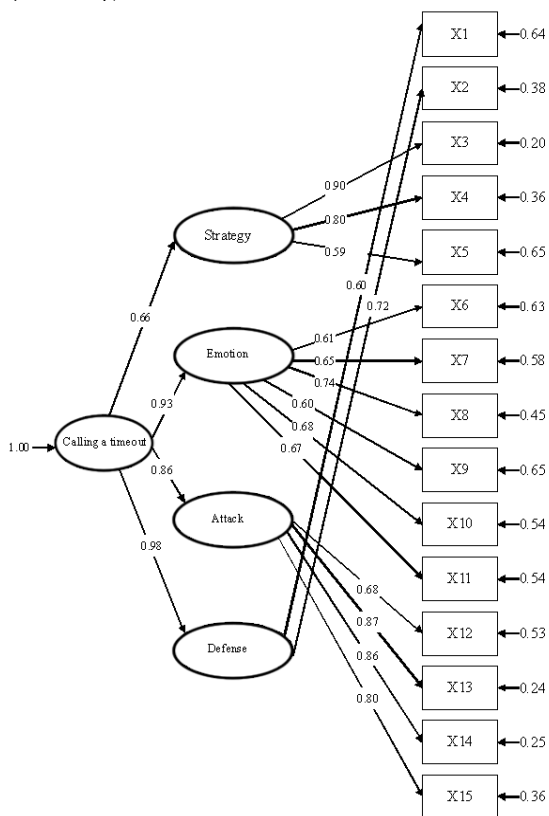 X1
0.64
X2
0.38
X3
0.20
0.90
X4
0.36
0.80
Strategy
0.59
X5
0.65
0.60
0.72
X6
0.63
0.66
0.61
Emotion
0.65
X7
0.58
0.74
0.93
0.60
X8
0.45
0.68
1.00
Calling a timeout
0.67
X9
0.65
0.86
Attack
X10
0.54
0.98
X11
0.54
0.68
0.87
X12
0.53
Defense
0.86
X13
0.24
0.80
X14
0.25
X15
0.36